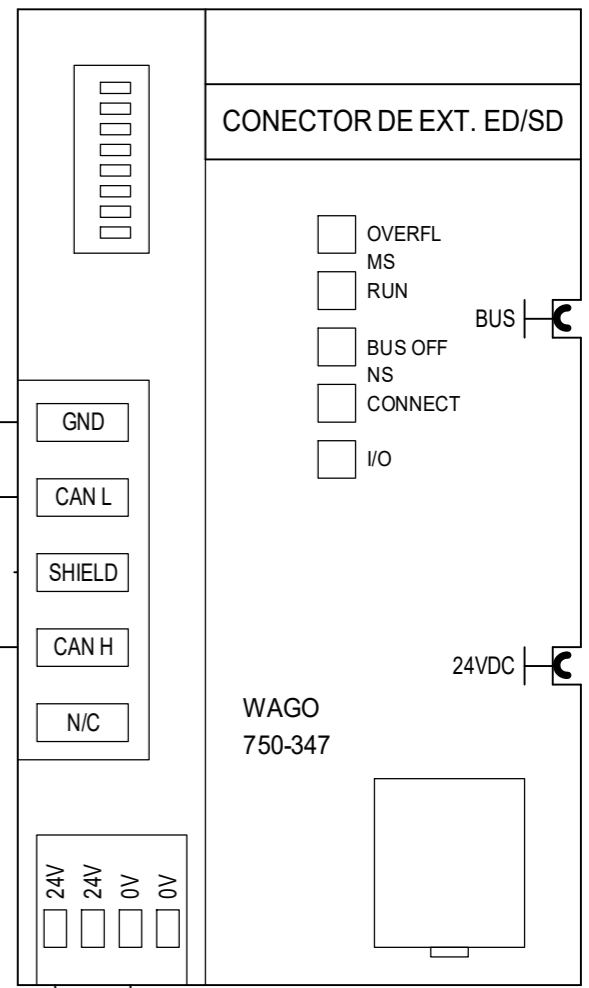 CONECTOR DE EXT. ED/SD
OVERFL
MS
RUN
BUS
BUS OFF
NS
CONNECT
I/O
GND
CAN L
SHIELD
CAN H
N/C
24VDC
WAGO
750-347
24V
24V
0V
0V